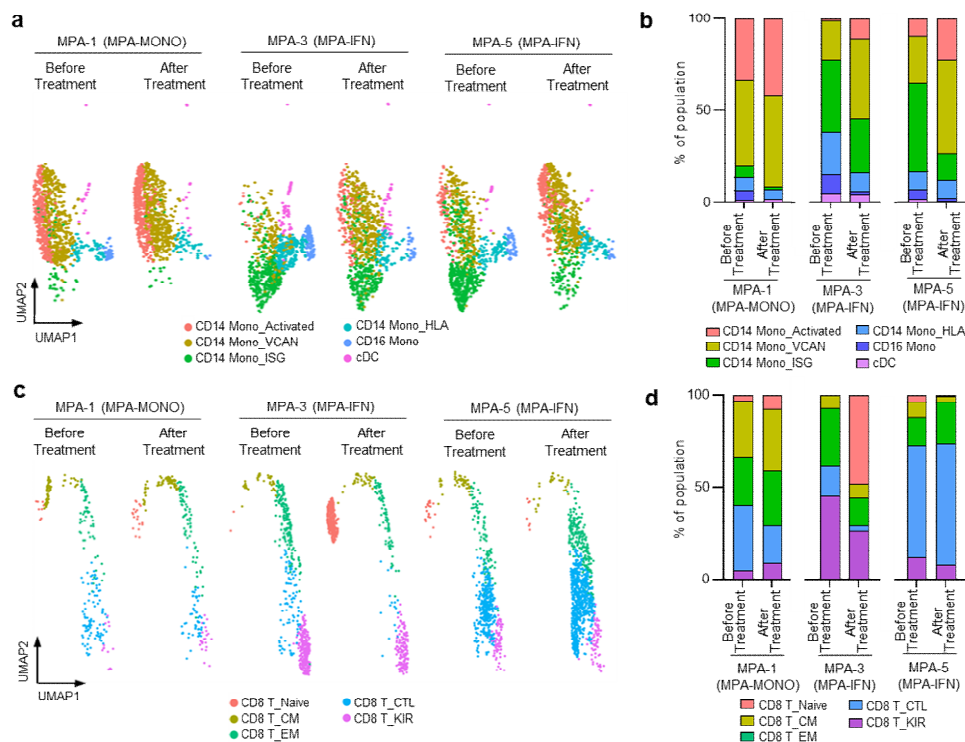 a
MPA-1 (MPA-MONO)
MPA-3 (MPA-IFN)
MPA-5 (MPA-IFN)
Before Treatment
After Treatment
Before Treatment
After Treatment
Before Treatment
After Treatment
UMAP2
UMAP1
CD14 Mono_Activated
CD14 Mono_VCAN
CD14 Mono_ISG
CD14 Mono_HLA
CD16 Mono
cDC
b
% of population
100
50
0
Before Treatment
After Treatment
Before Treatment
After Treatment
Before Treatment
After Treatment
MPA-1
(MPA-MONO)
MPA-3
(MPA-IFN)
MPA-5
(MPA-IFN)
CD14 Mono_Activated
CD14 Mono_VCAN
CD14 Mono_ISG
CD14 Mono_HLA
CD16 Mono
cDC
c
MPA-1 (MPA-MONO)
MPA-3 (MPA-IFN)
MPA-5 (MPA-IFN)
Before Treatment
After Treatment
Before Treatment
After Treatment
Before Treatment
After Treatment
UMAP2
UMAP1
CD8 T_Naive
CD8 T_CM
CD8 T_EM
CD8 T_CTL
CD8 T_KIR
d
% of population
100
50
0
Before Treatment
After Treatment
Before Treatment
After Treatment
Before Treatment
After Treatment
MPA-1
(MPA-MONO)
MPA-3
(MPA-IFN)
MPA-5
(MPA-IFN)
CD8 T_Naive
CD8 T_CM
CD8 T_EM
CD8 T_CTL
CD8 T_KIR